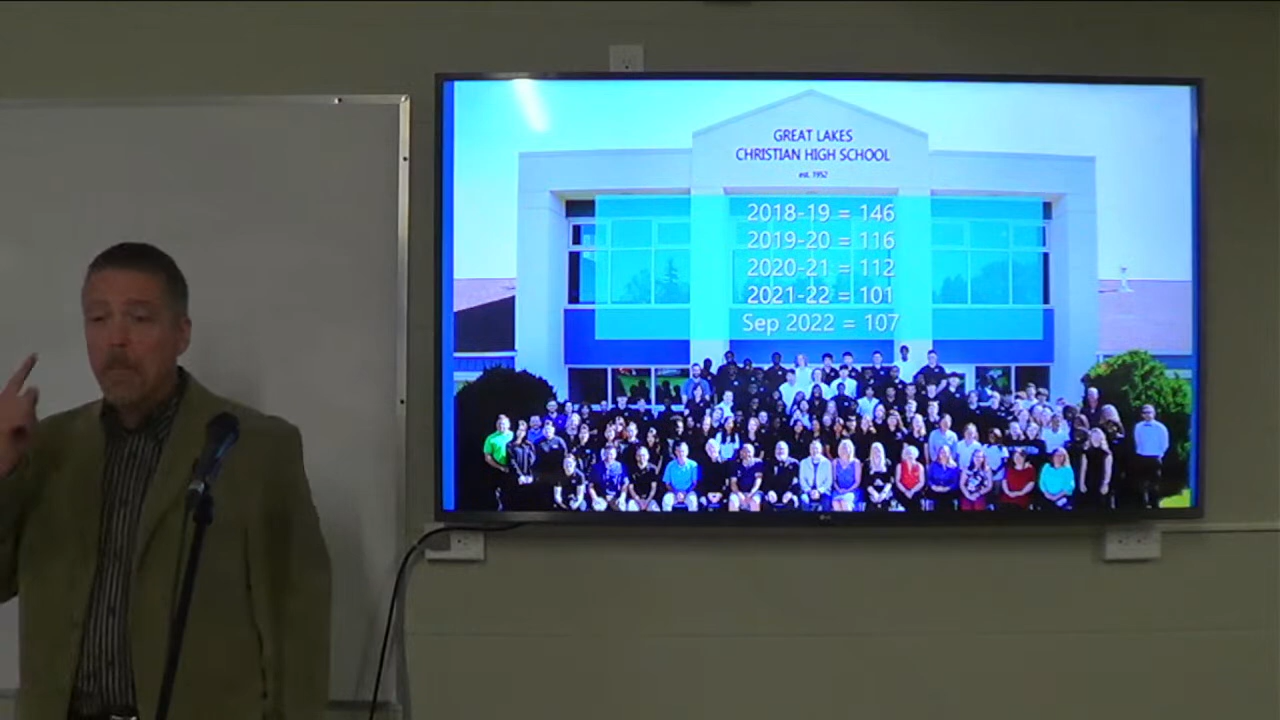 GREAT LAKES
CHRISTIAN HIGH SCHOOL
est. 1952
2018-19 = 146
2019-20 = 116
2020-21 = 112
2021-22 = 101
Sep 2022 = 107
LG